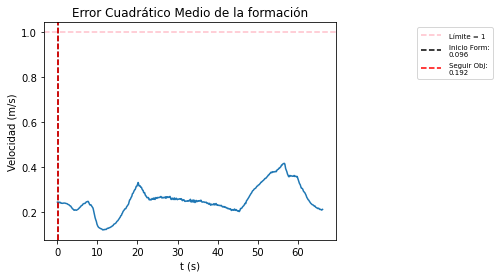 Error Cuadrático Medio de la formación
1.0
0.8
0.6
0.4
0.2
Velocidad (m/s)
0
10
20
30
40
50
60
t (s)
Límite = 1
Inicio Form:
0.096
Seguir Obj:
0.192